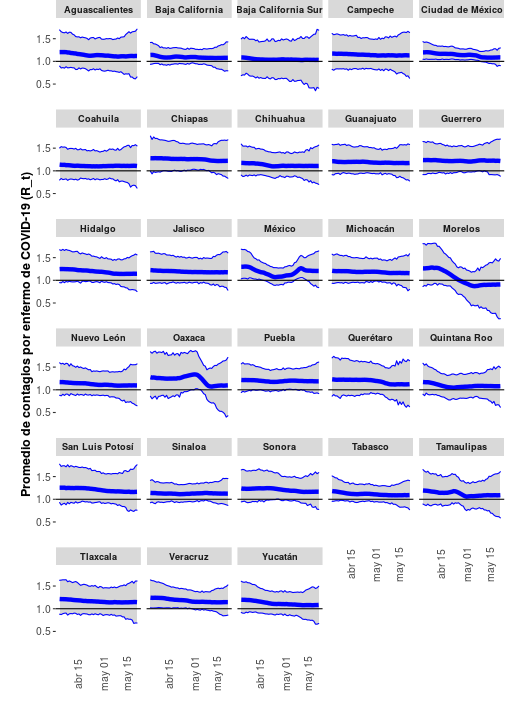 Promedio de contagios por enfermo de COVID-19 (R_t)
Aguascalientes Baja California Baja California Sur Campeche Ciudad de México
1.5
1.0
0.5
Coahuila Chiapas Chihuahua Guanajuato Guerrero
1.5
1.0
0.5
Hidalgo Jalisco México Michoacán Morelos
1.5
1.0
0.5
Nuevo León Oaxaca Puebla Querétaro Quintana Roo
1.5
1.0
0.5
San Luis Potosí Sinaloa Sonora Tabasco Tamaulipas
1.5
1.0
0.5
abr 15 may 01 may 15 abr 15 may 01 may 15
Tlaxcala Veracruz Yucatán
1.5
1.0
0.5
abr 15 may 01 may 15 abr 15 may 01 may 15 abr 15 may 01 may 15